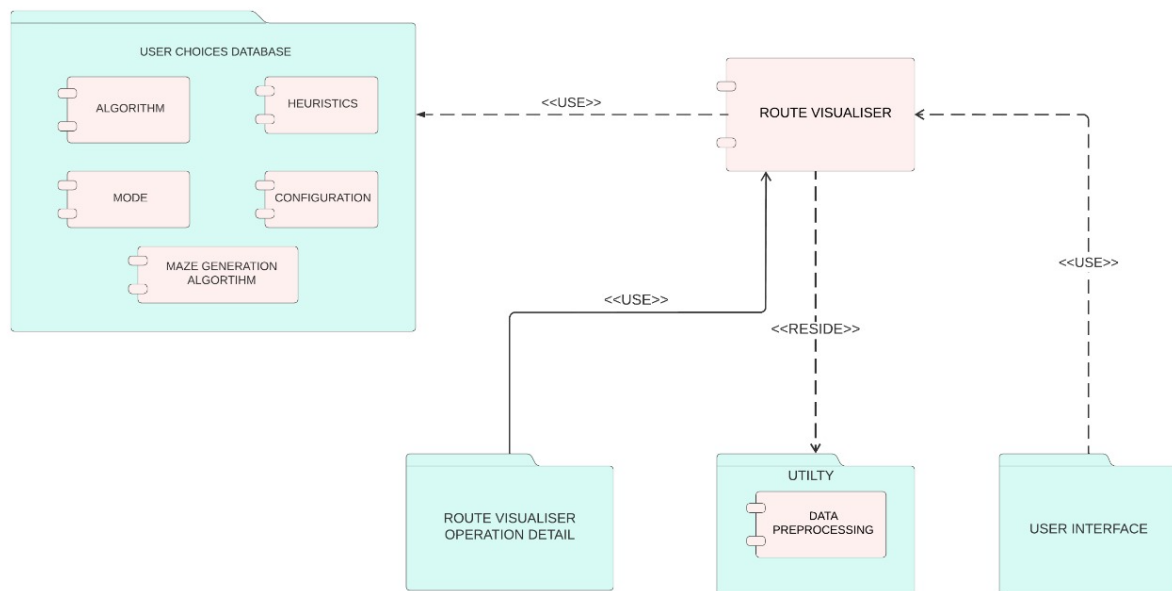 USER CHOICES DATABASE
ALGORITHM
HEURISTICS
MODE
CONFIGURATION
MAZE GENERATION
ALGORTIHM
<<USE>>
ROUTE VISUALISER
<<USE>>
<<USE>>
<<RESIDE>>
ROUTE VISUALISER
OPERATION DETAIL
UTILTY
DATA
PREPROCESSING
USER INTERFACE